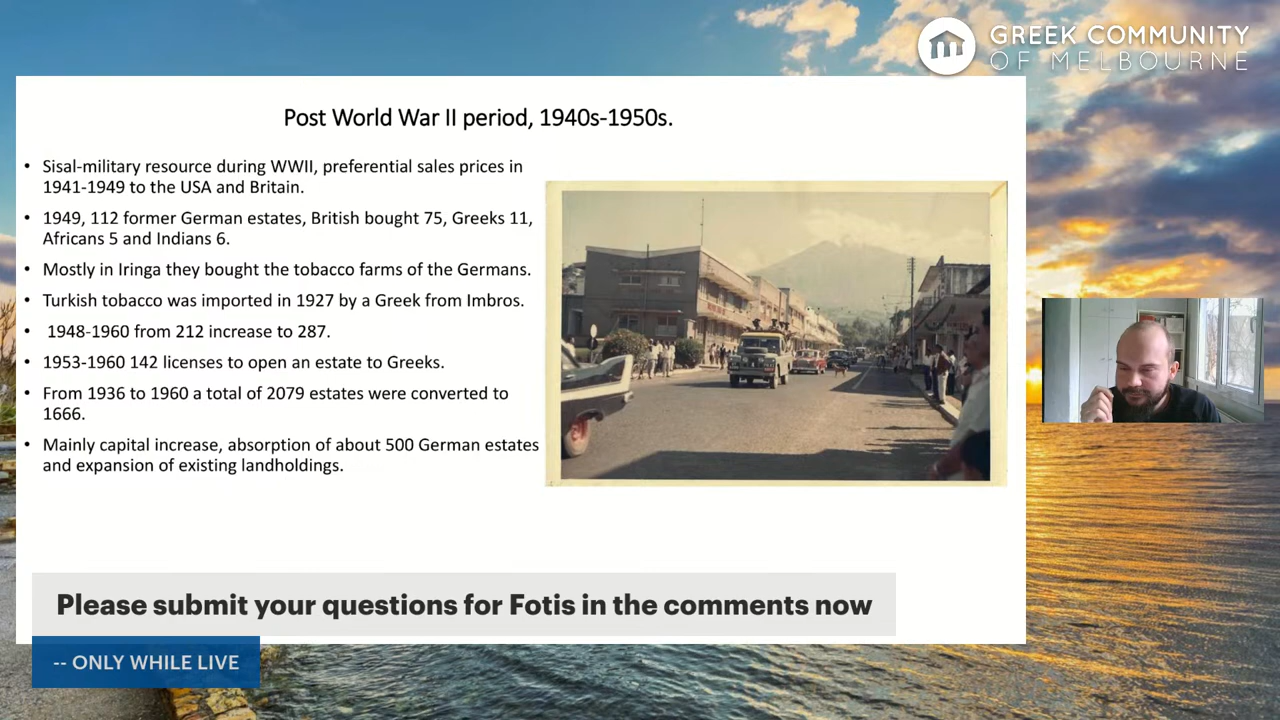 GREEK COMMUNITY
OF MELBOURNE
Post World War II period, 1940s-1950s.
• Sisal-military resource during WWII, preferential sales prices in
1941-1949 to the USA and Britain.
• 1949, 112 former German estates, British bought 75, Greeks 11,
Africans 5 and Indians 6.
• Mostly in Iringa they bought the tobacco farms of the Germans.
• Turkish tobacco was imported in 1927 by a Greek from Imbros.
• 1948-1960 from 212 increase to 287.
• 1953-1960 142 licenses to open an estate to Greeks.
• From 1936 to 1960 a total of 2079 estates were converted to
1666.
• Mainly capital increase, absorption of about 500 German estates
and expansion of existing landholdings.
Please submit your questions for Fotis in the comments now
-- ONLY WHILE LIVE